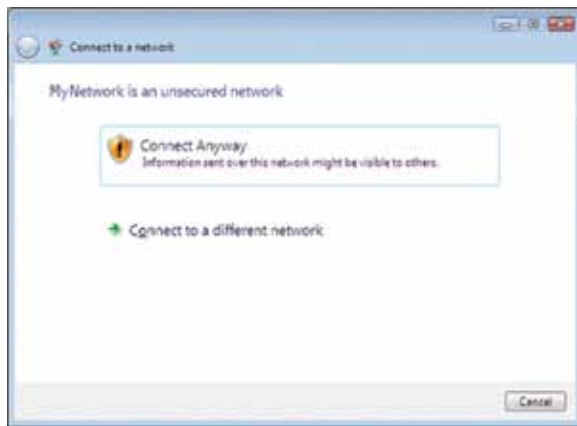 Connect to a network
MyNetwork is an unsecured network
Connect Anyway
Information sent over this network might be visible to others.
Connect to a different network
Cancel